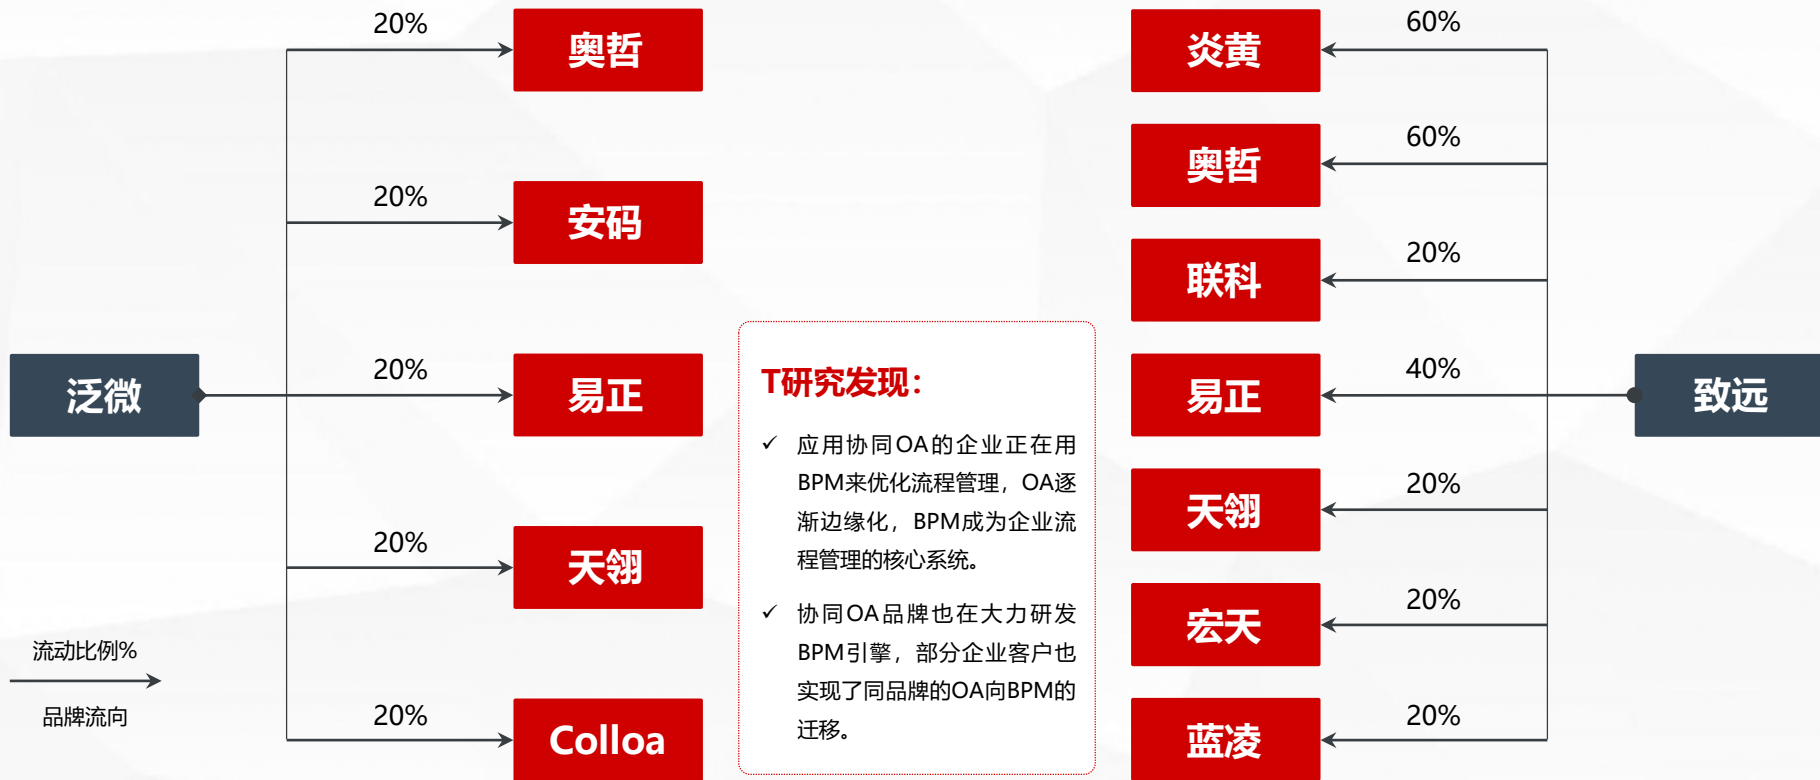 泛微
20%
奥哲
20%
安码
20%
易正
20%
天翎
20%
Colloa
流动比例%
品牌流向
T研究发现：
✓ 应用协同OA的企业正在用
BPM来优化流程管理，OA逐
渐边缘化，BPM成为企业流
程管理的核心系统。
✓ 协同OA品牌也在大力研发
BPM引擎，部分企业客户也
实现了同品牌的OA向BPM的
迁移。
炎黄
60%
奥哲
60%
联科
20%
易正
40%
天翎
20%
宏天
20%
蓝凌
20%
致远